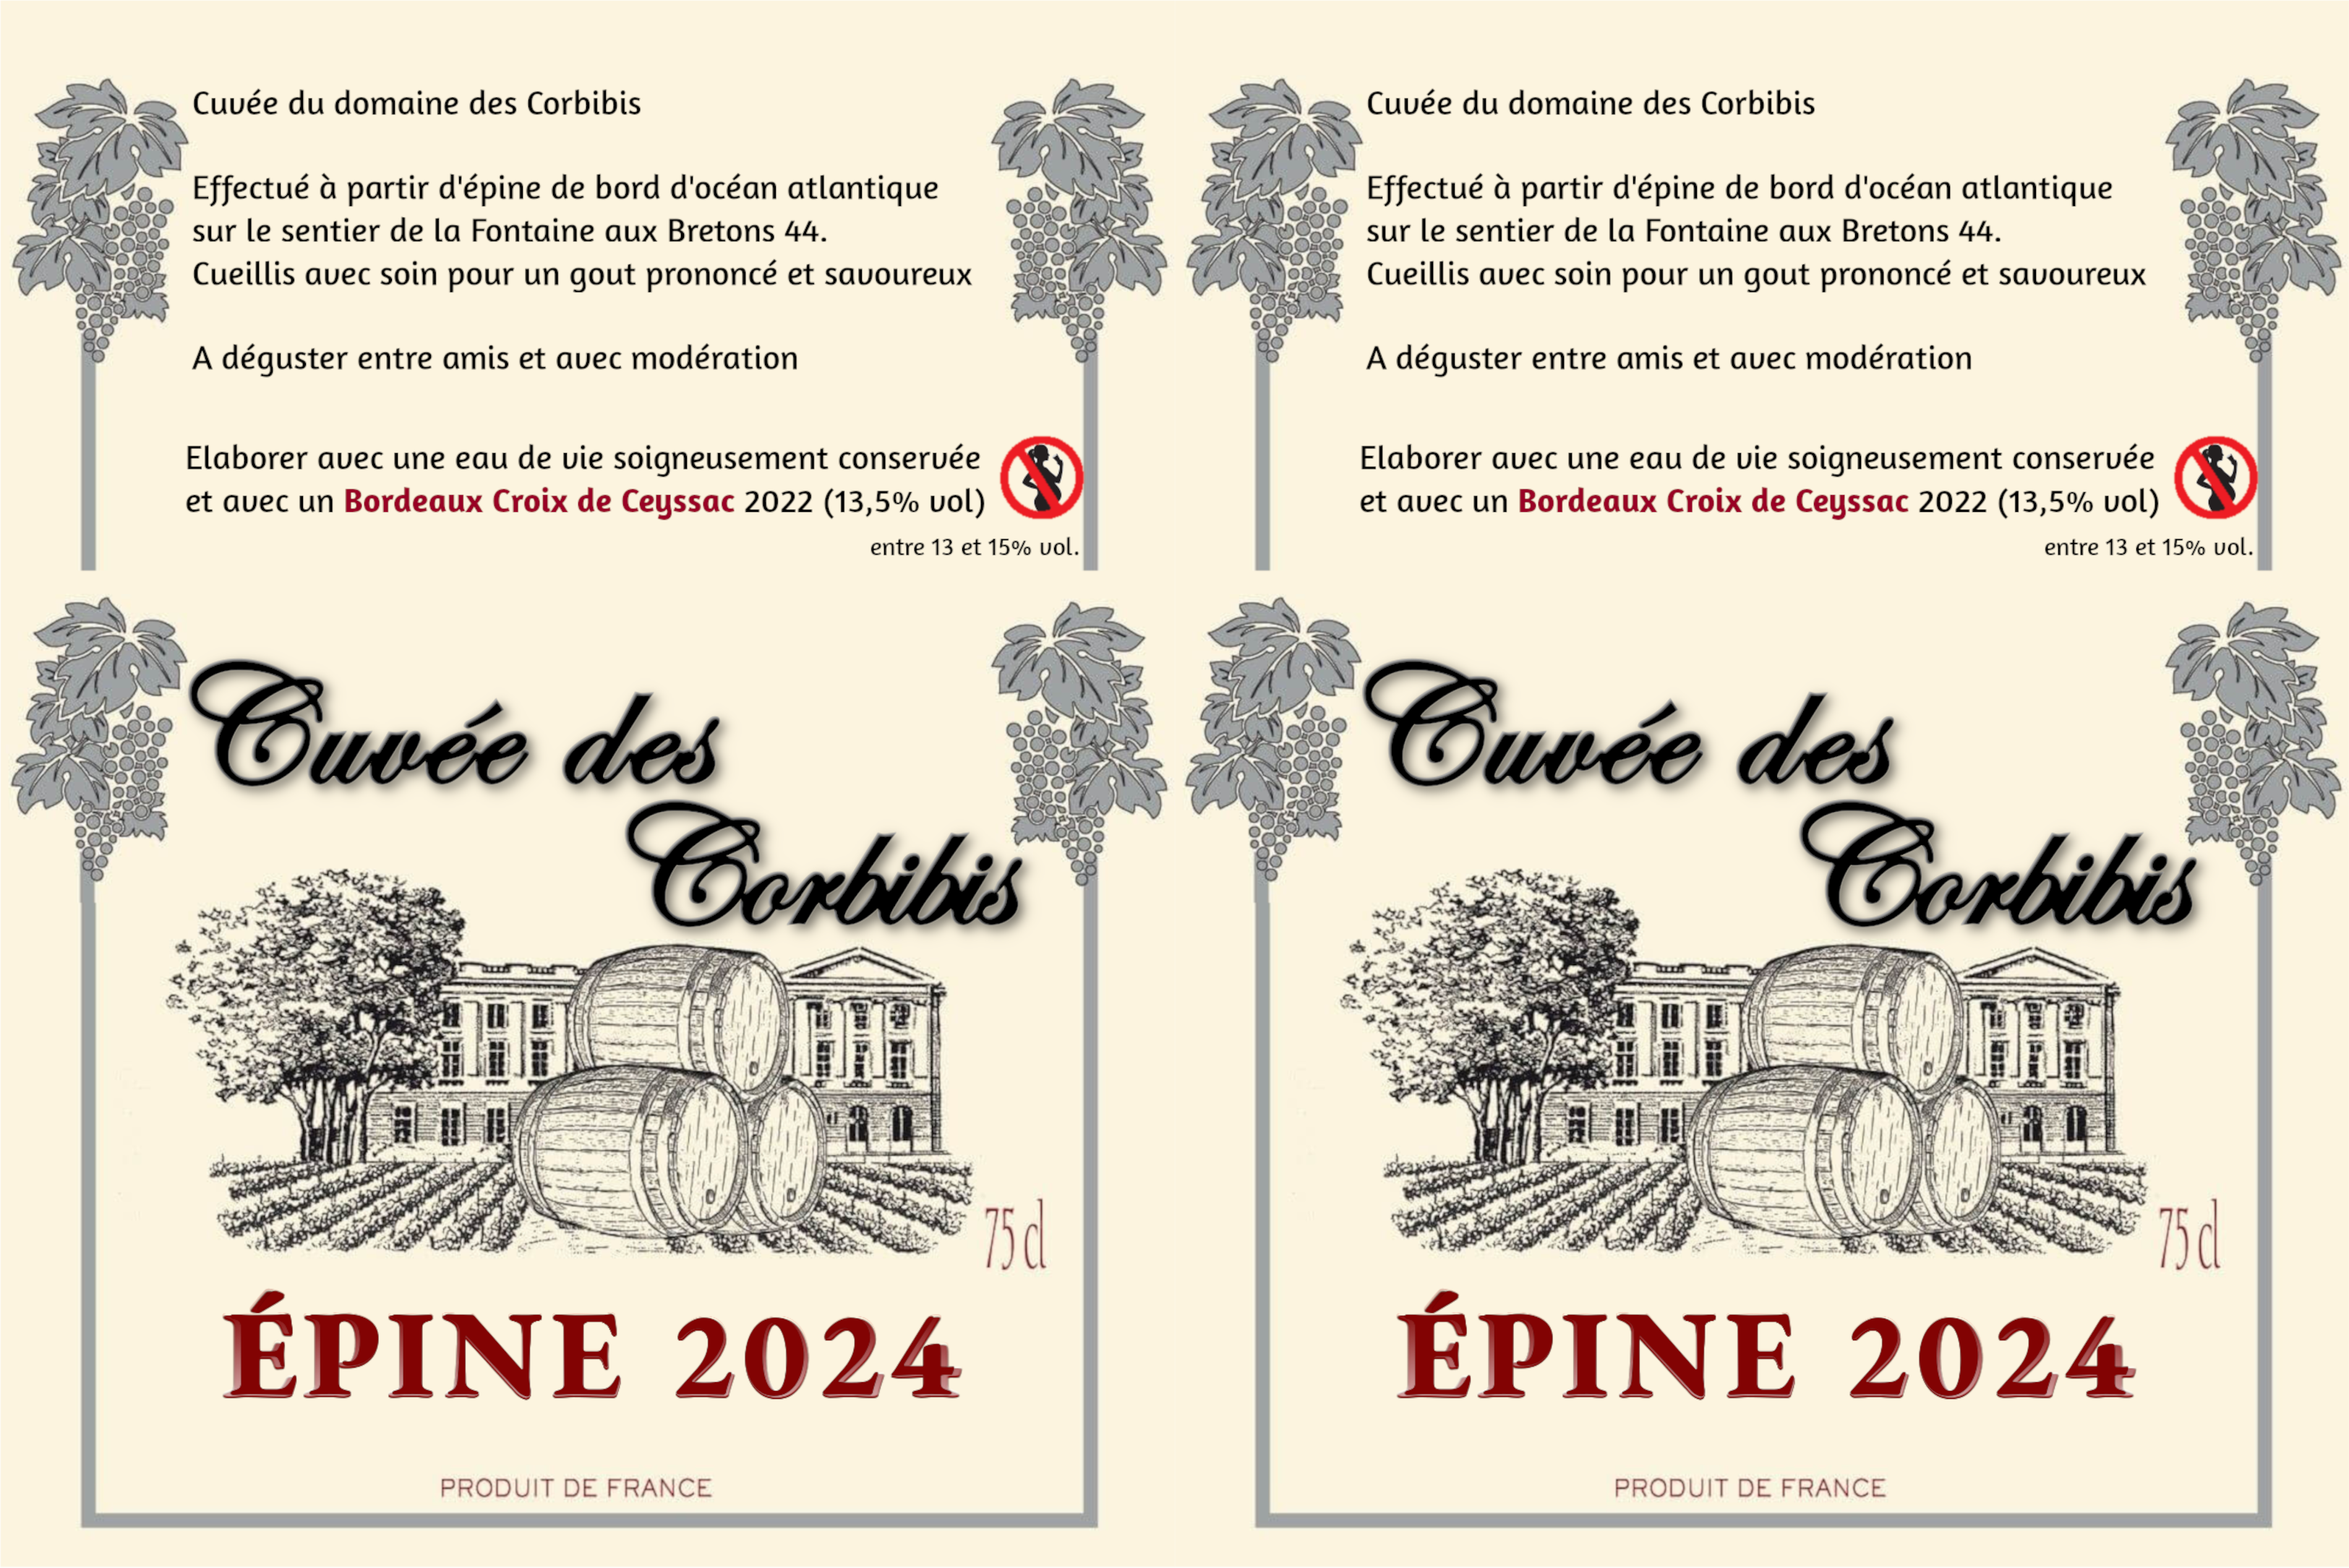 Cuvée du domaine des Corbibis
Effectué à partir d'épine de bord d'océan atlantique
sur le sentier de la Fontaine aux Bretons 44.
Cueillis avec soin pour un gout prononcé et savoureux
A déguster entre amis et avec modération
Elaborer avec une eau de vie soigneusement conservée
et avec un Bordeaux Croix de Ceyssac 2022 (13,5% vol)
entre 13 et 15% vol.
Cuvée des
Corbibis
75 cl
ÉPINE 2024
PRODUIT DE FRANCE
Cuvée du domaine des Corbibis
Effectué à partir d'épine de bord d'océan atlantique
sur le sentier de la Fontaine aux Bretons 44.
Cueillis avec soin pour un gout prononcé et savoureux
A déguster entre amis et avec modération
Elaborer avec une eau de vie soigneusement conservée
et avec un Bordeaux Croix de Ceyssac 2022 (13,5% vol)
entre 13 et 15% vol.
Cuvée des
Corbibis
75 cl
ÉPINE 2024
PRODUIT DE FRANCE